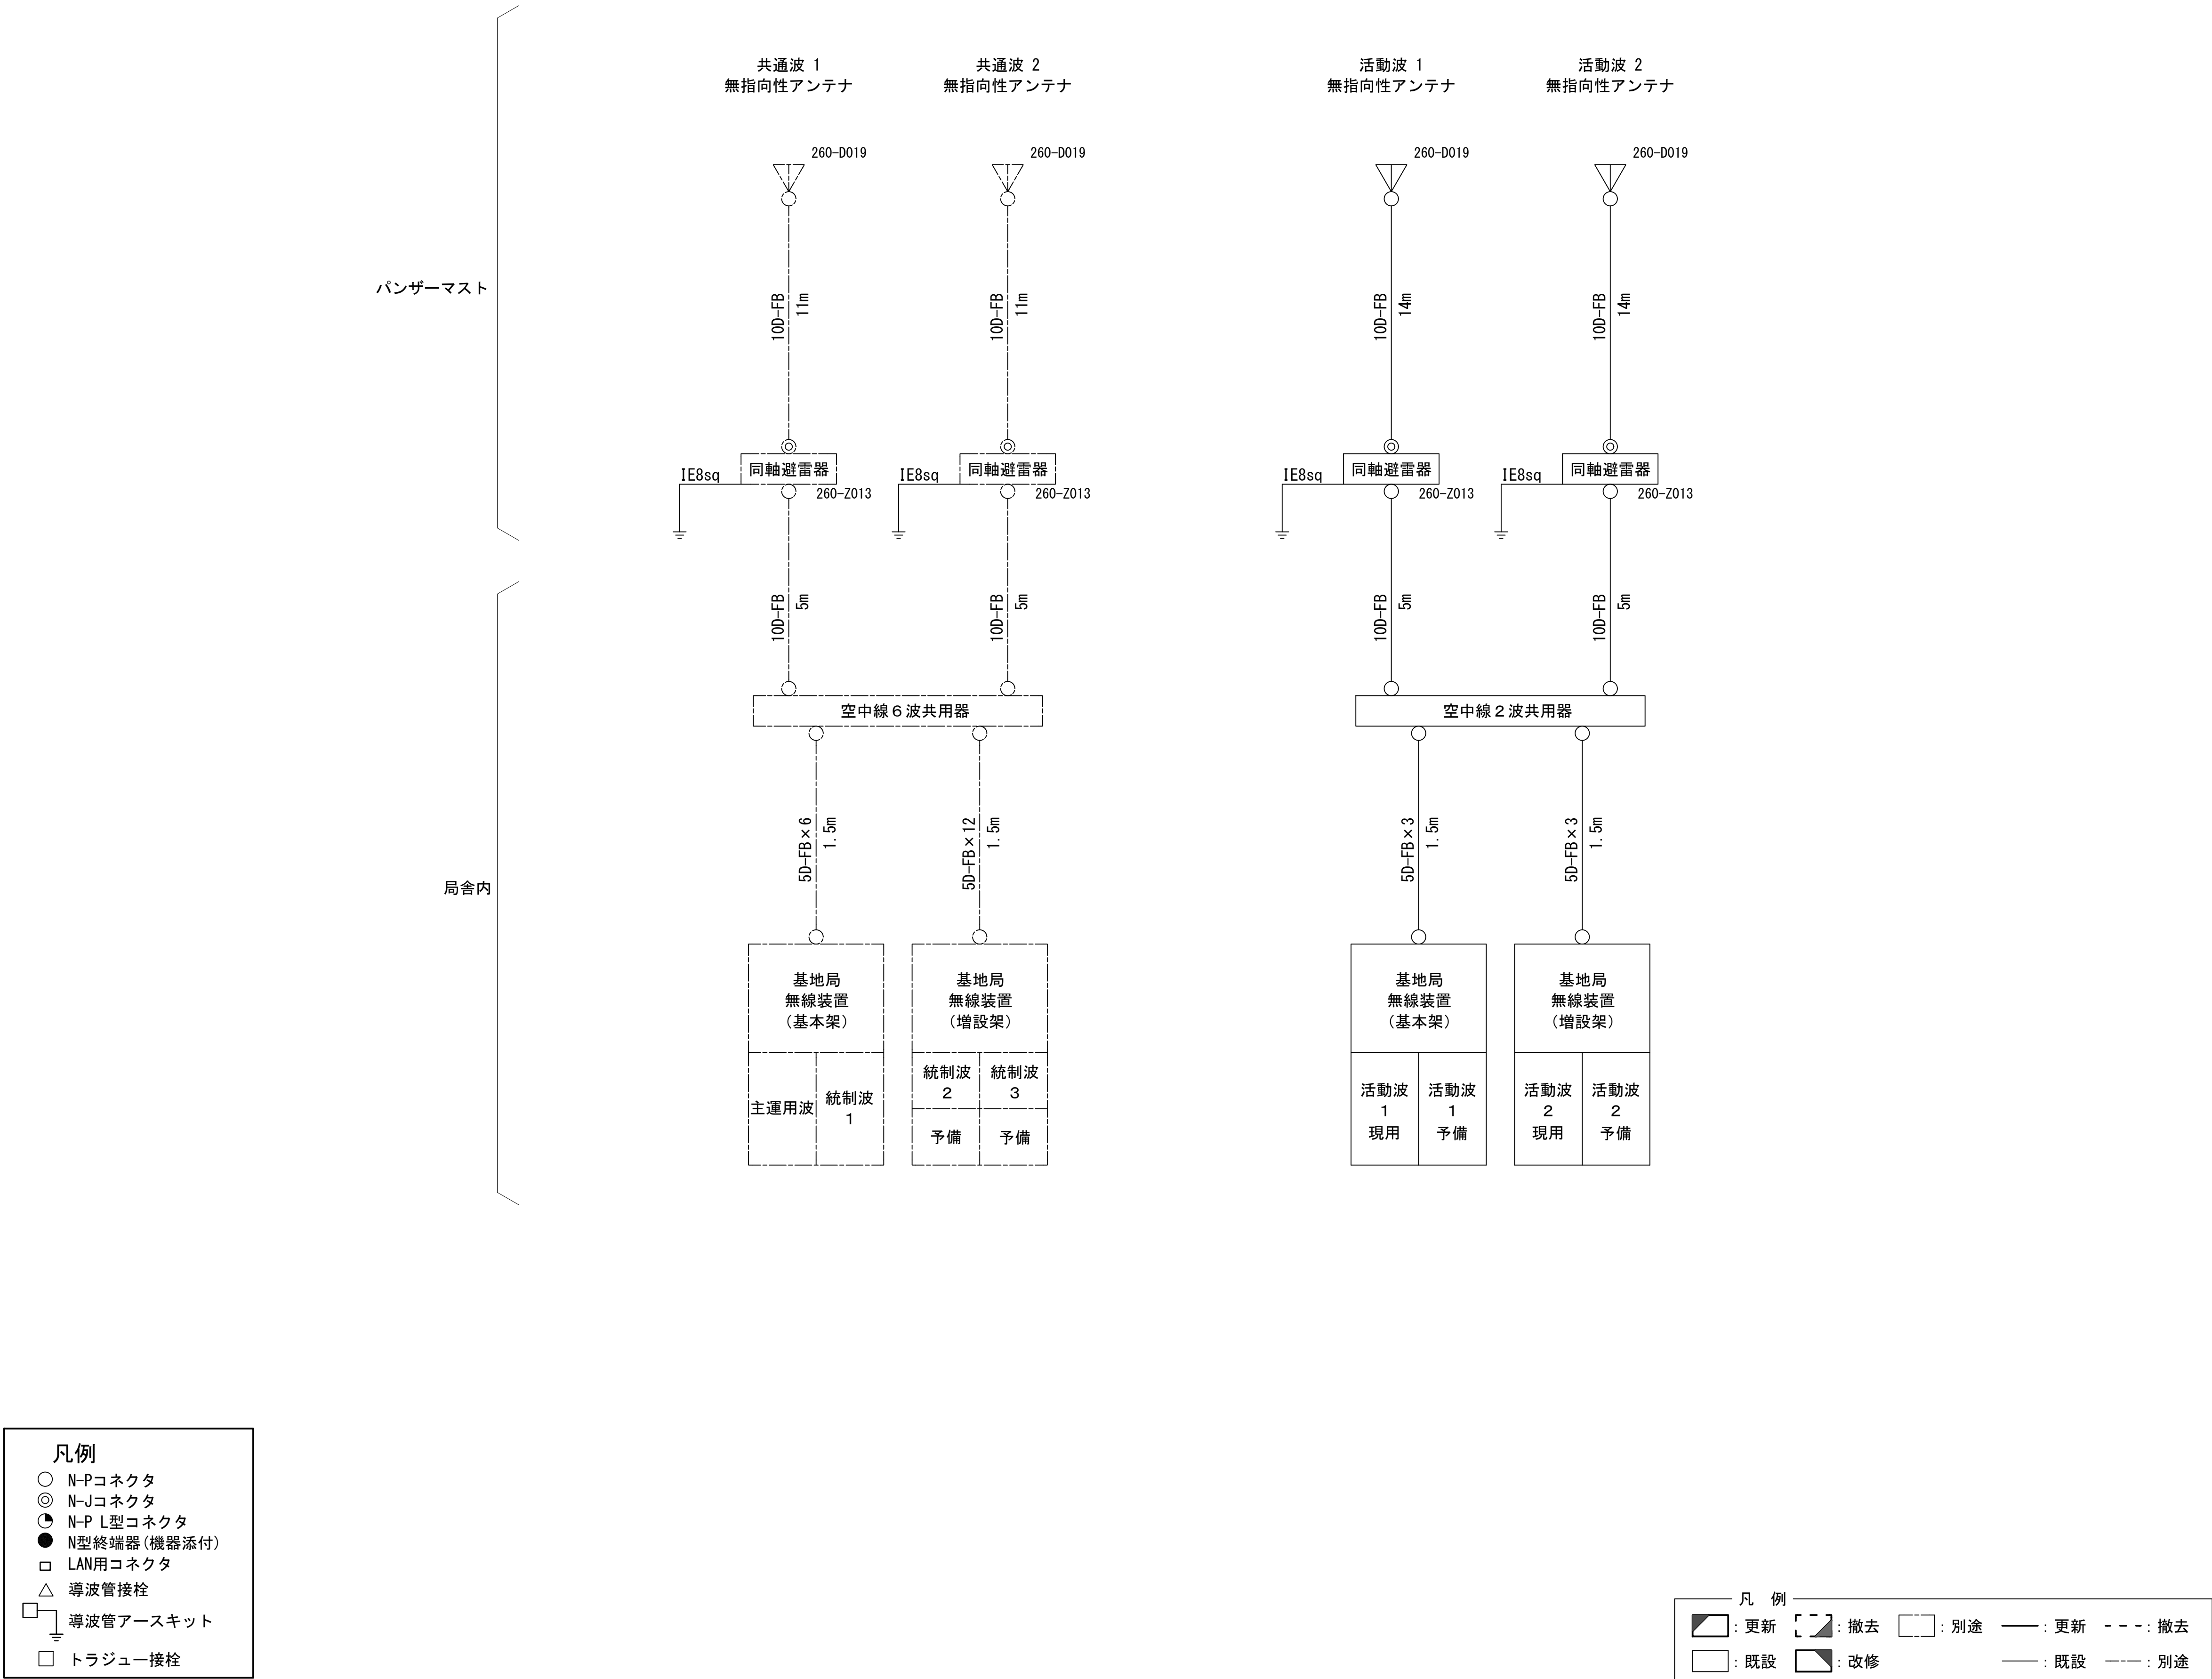 共通波 1
無指向性アンテナ
共通波 2
無指向性アンテナ
活動波 1
無指向性アンテナ
活動波 2
無指向性アンテナ
260-D019
260-D019
260-D019
260-D019
パンザーマスト
10D-FB
11m
10D-FB
11m
10D-FB
14m
10D-FB
14m
IE8sq
同軸避雷器
260-Z013
IE8sq
同軸避雷器
260-Z013
IE8sq
同軸避雷器
260-Z013
IE8sq
同軸避雷器
260-Z013
10D-FB
5m
10D-FB
5m
10D-FB
5m
10D-FB
5m
空中線６波共用器
空中線２波共用器
局舎内
5D-FB×6
1.5m
5D-FB×12
1.5m
5D-FB×3
1.5m
5D-FB×3
1.5m
基地局
無線装置
(基本架)
主運用波
統制波
1
基地局
無線装置
(増設架)
統制波
2
統制波
3
予備
予備
基地局
無線装置
(基本架)
活動波
1
現用
活動波
1
予備
基地局
無線装置
(増設架)
活動波
2
現用
活動波
2
予備
凡例
N-Pコネクタ
N-Jコネクタ
N-P L型コネクタ
N型終端器(機器添付)
LAN用コネクタ
導波管接栓
導波管アースキット
トラジュー接栓
凡 例
: 更新
: 撤去
: 別途
: 更新
: 撤去
: 既設
: 改修
: 既設
: 別途